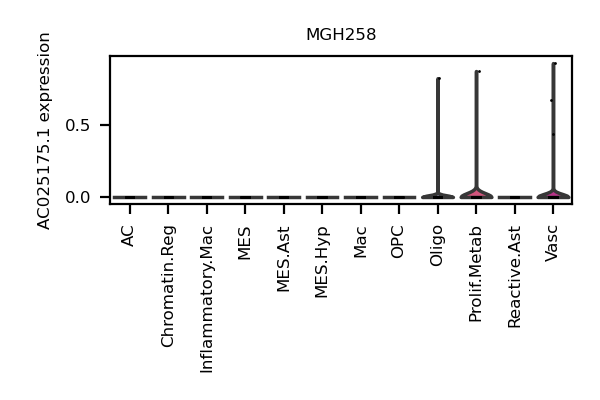 MGH258
AC025175.1 expression
0.5
0.0
AC
Chromatin.Reg
Inflammatory.Mac
MES
MES.Ast
MES.Hyp
Mac
OPC
Oligo
Prolif.Metab
Reactive.Ast
Vasc